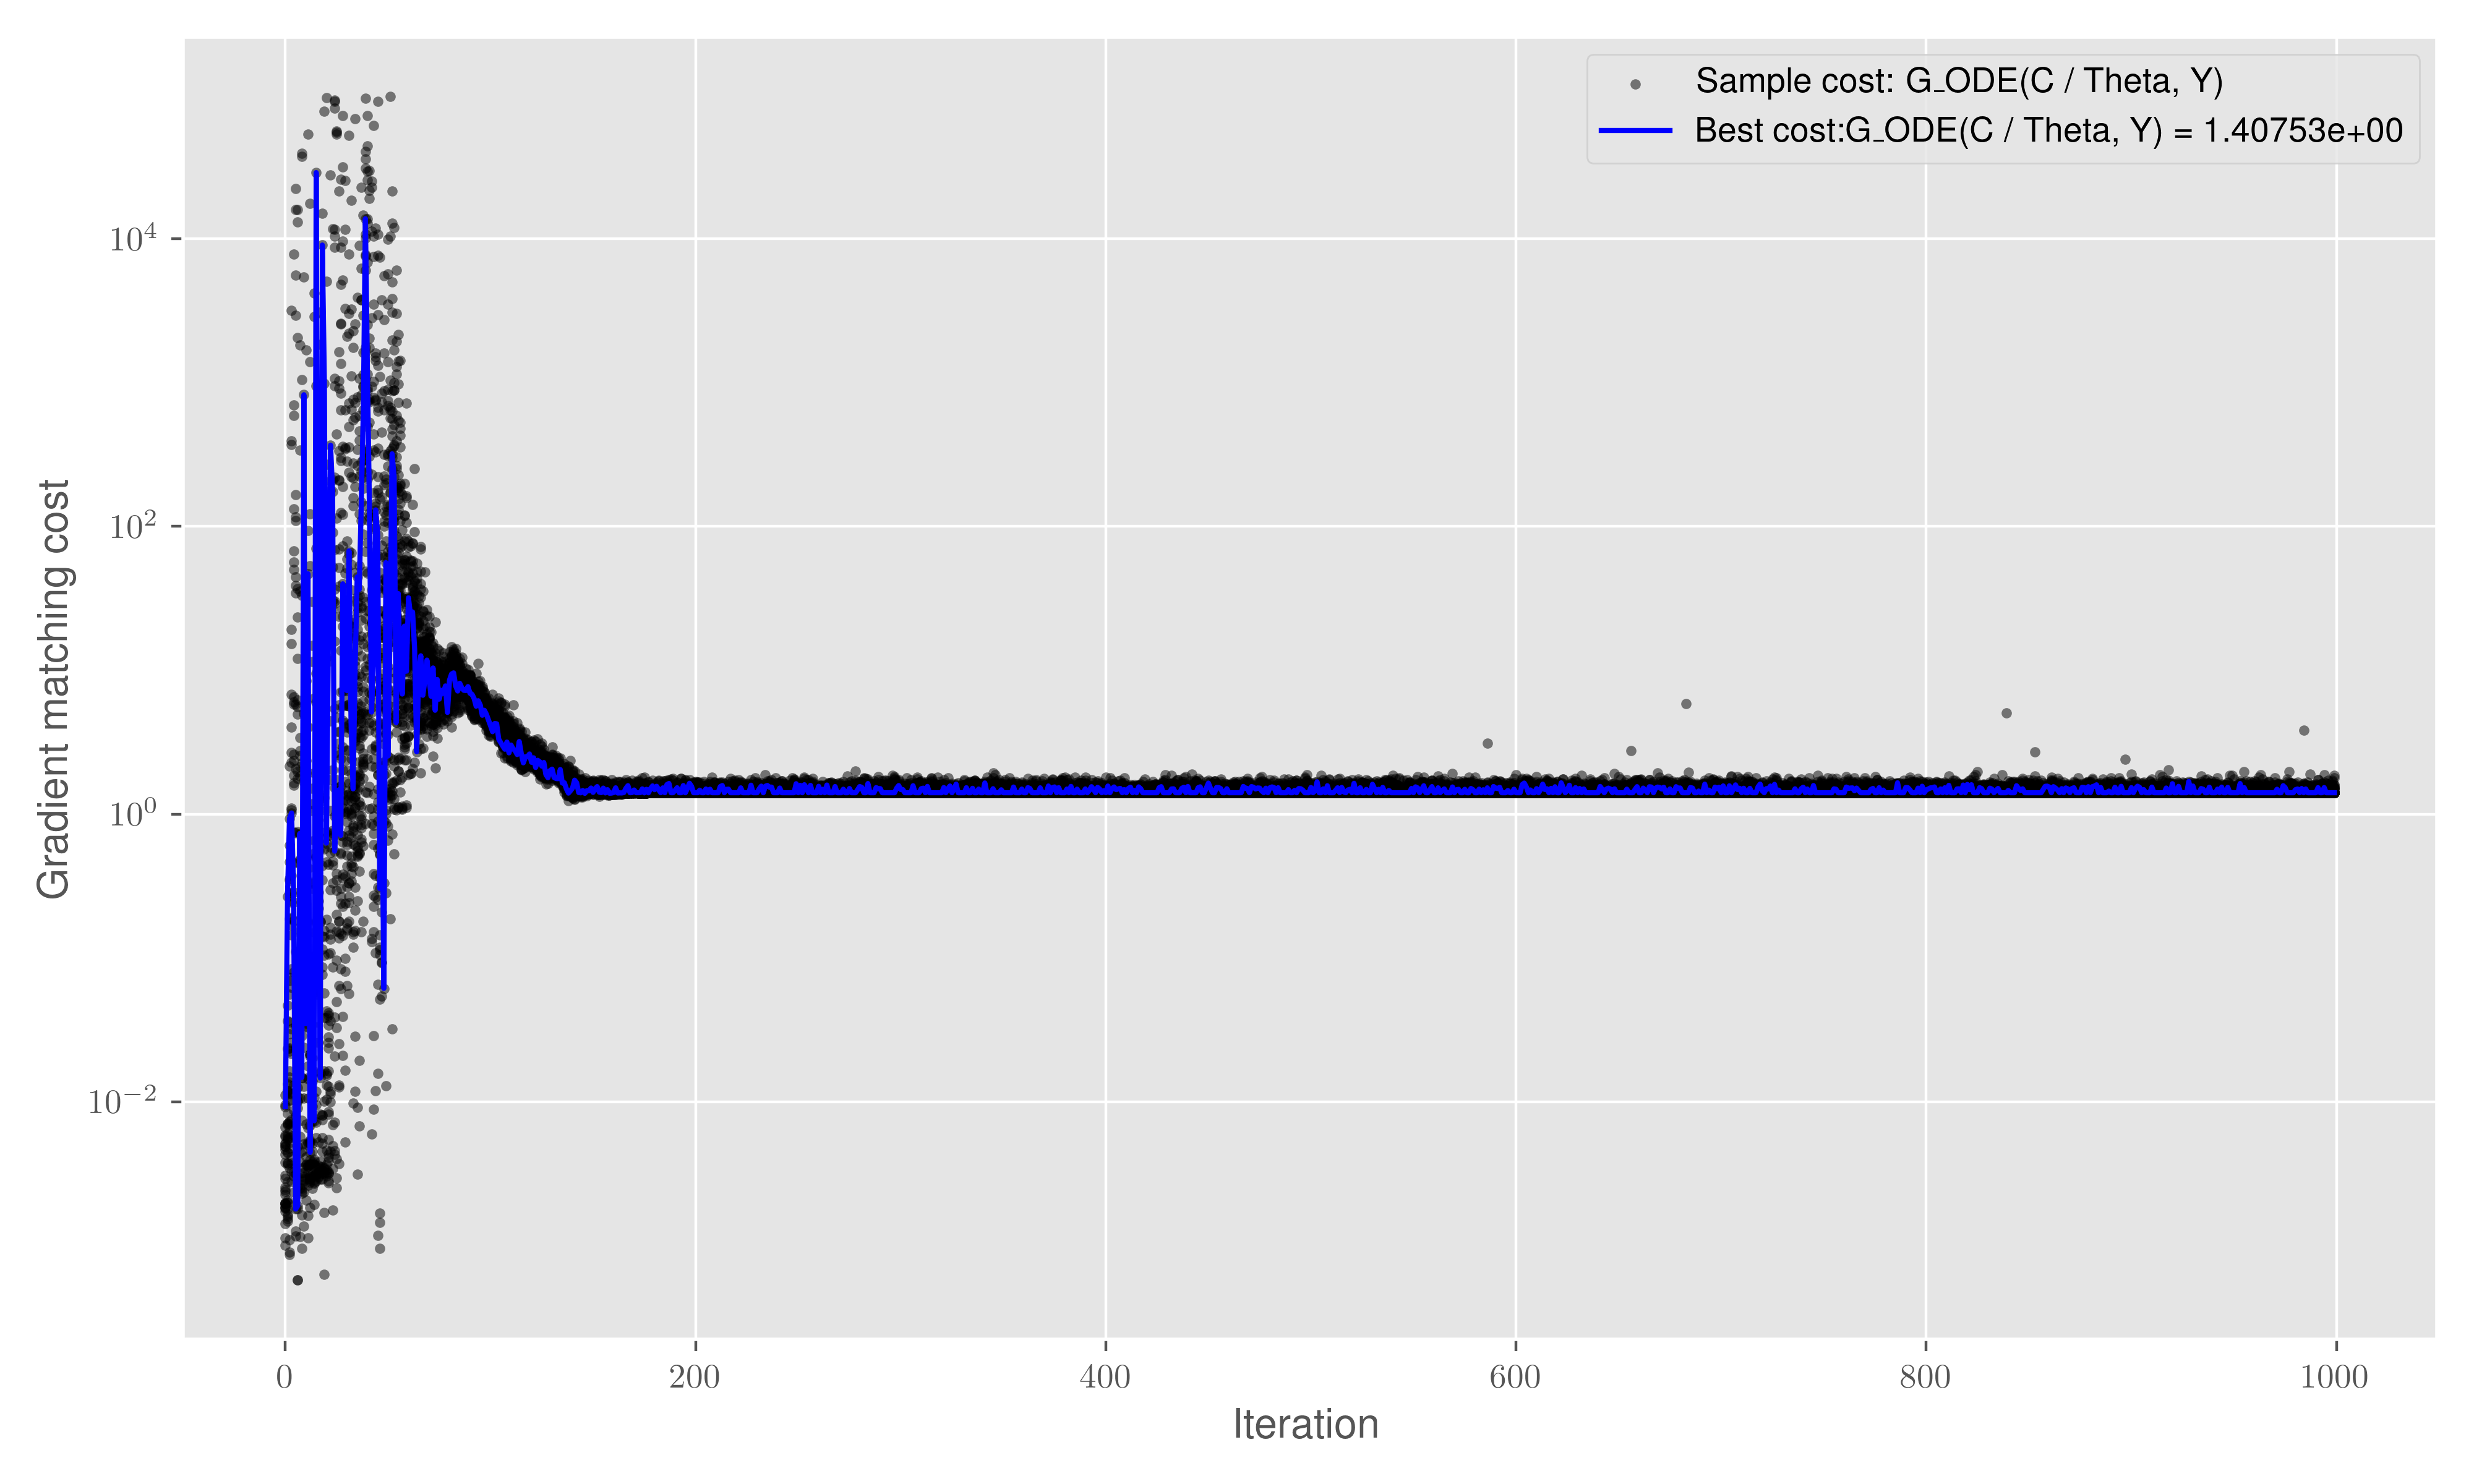 Sample cost: G_ODE(C / Theta, Y)
Best cost:G_ODE(C / Theta, Y) = 1.40753e+00
Gradient matching cost
10^4
10^2
10^0
10^−2
0 200 400 600 800 1000
Iteration